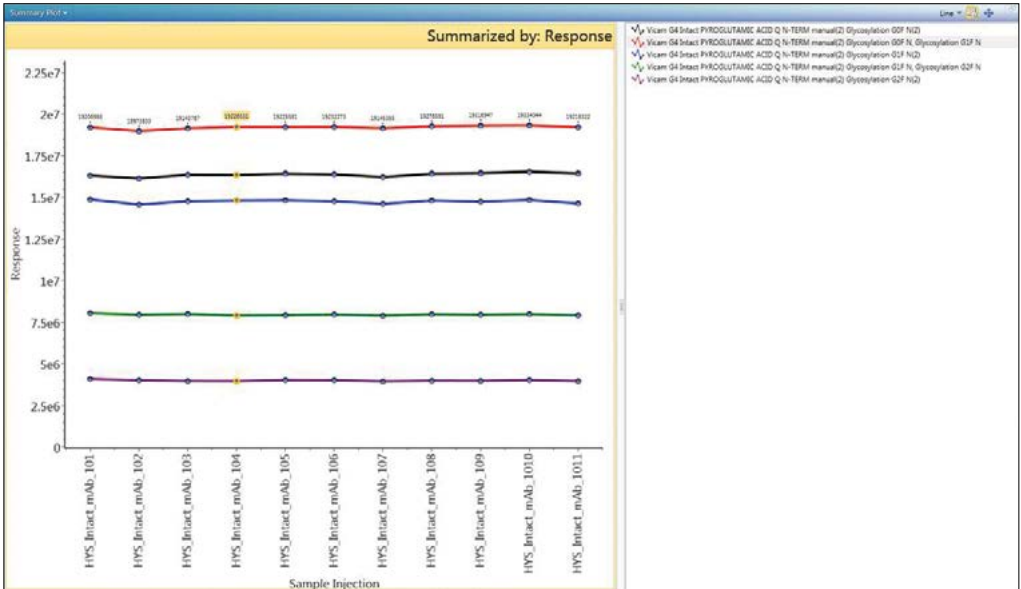 Summary Plot
Line
Summarized by: Response
Vicam G4 Intact PYROGLUTAMIC ACID Q N-TERM manual(2) Glycosylation G0F N(2)
Vicam G4 Intact PYROGLUTAMIC ACID Q N-TERM manual(2) Glycosylation G0F N, Glycosylation G1F N
Vicam G4 Intact PYROGLUTAMIC ACID Q N-TERM manual(2) Glycosylation G1F N(2)
Vicam G4 Intact PYROGLUTAMIC ACID Q N-TERM manual(2) Glycosylation G1F N, Glycosylation G2F N
Vicam G4 Intact PYROGLUTAMIC ACID Q N-TERM manual(2) Glycosylation G2F N(2)
2.25e7
2e7
1.75e7
1.5e7
1.25e7
1e7
7.5e6
5e6
2.5e6
0
Response
HYS_Intact_mAb_101
HYS_Intact_mAb_102
HYS_Intact_mAb_103
HYS_Intact_mAb_104
HYS_Intact_mAb_105
HYS_Intact_mAb_106
HYS_Intact_mAb_107
HYS_Intact_mAb_108
HYS_Intact_mAb_109
HYS_Intact_mAb_1010
HYS_Intact_mAb_1011
Sample Injection